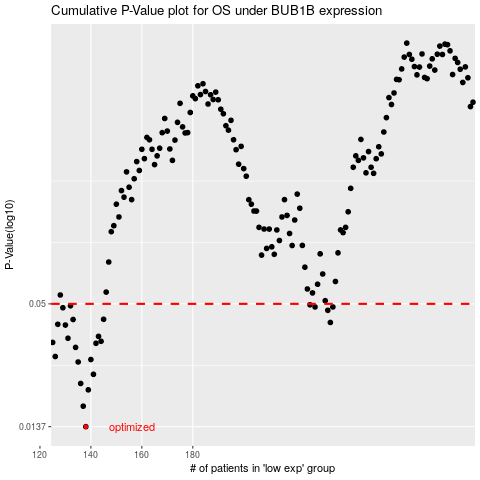 Cumulative P-Value plot for OS under BUB1B expression
P-Value(log10)
0.05
0.0137
optimized
120 140 160 180
# of patients in 'low exp' group